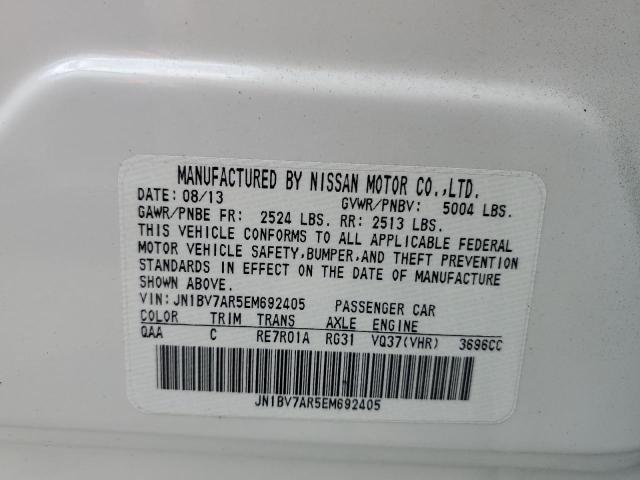 MANUFACTURED BY NISSAN MOTOR CO.,LTD.
DATE: 08/13 GVWR/PNBV: 5004 LBS.
GAWR/PNBE FR: 2524 LBS. RR: 2513 LBS.
THIS VEHICLE CONFORMS TO ALL APPLICABLE FEDERAL
MOTOR VEHICLE SAFETY,BUMPER,AND THEFT PREVENTION
STANDARDS IN EFFECT ON THE DATE OF MANUFACTURE
SHOWN ABOVE.
VIN: JN1BV7AR5EM692405 PASSENGER CAR
COLOR TRIM TRANS AXLE ENGINE
QAA C RE7R01A RG31 VQ37(VHR) 3696CC
JN1BV7AR5EM692405